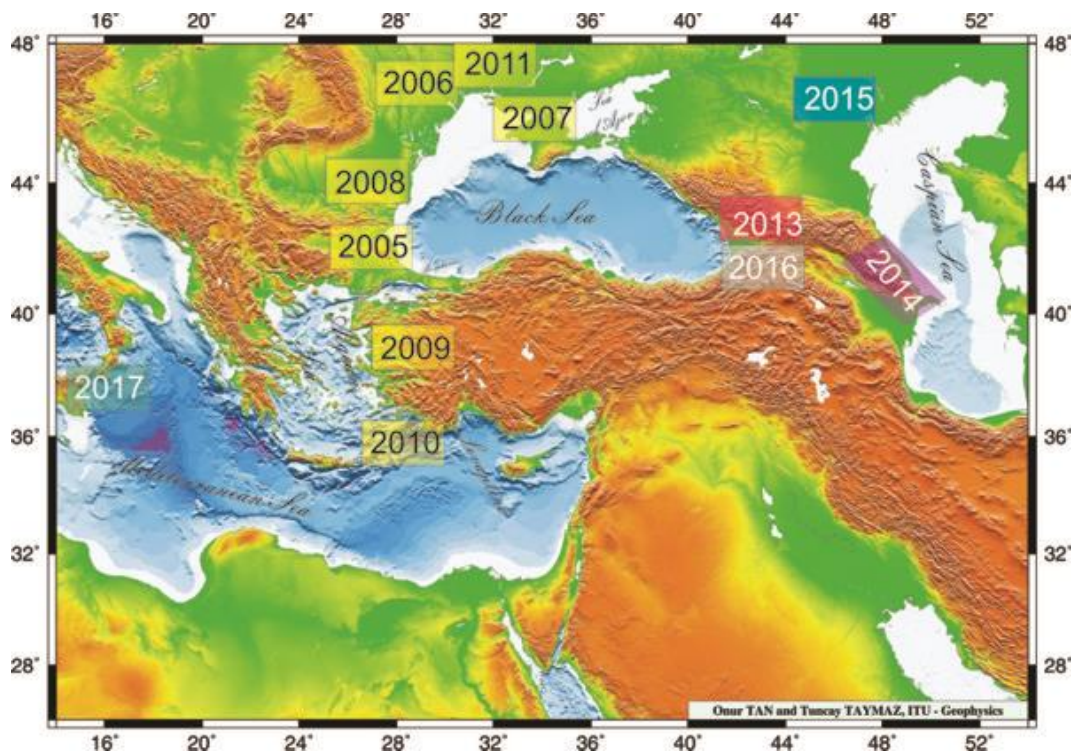 16° 20° 24° 28° 32° 36° 40° 44° 48° 52°
48° 48°
2011
2006
2015
2007
Sea
of Azov
Caspian Sea
44° 44°
2008
Black Sea
2013
2005
2016
2014
40° 40°
2009
2017
36° 36°
2010
Mediterranean Sea
32° 32°
28° 28°
Onur TAN and Tuncay TAYMAZ, ITU - Geophysics
16° 20° 24° 28° 32° 36° 40° 44° 48° 52°